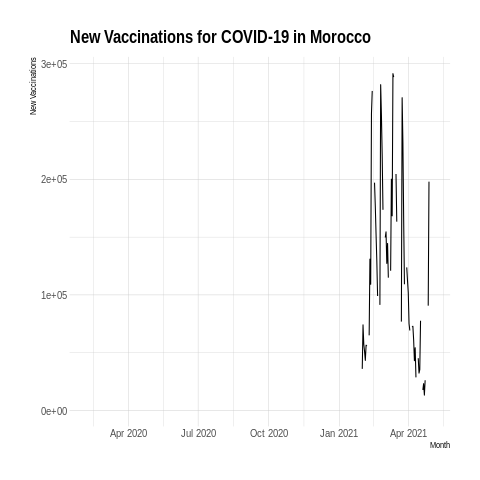 New Vaccinations for COVID-19 in Morocco
New Vaccinations
3e+05
2e+05
1e+05
0e+00
Apr 2020 Jul 2020 Oct 2020 Jan 2021 Apr 2021
Month